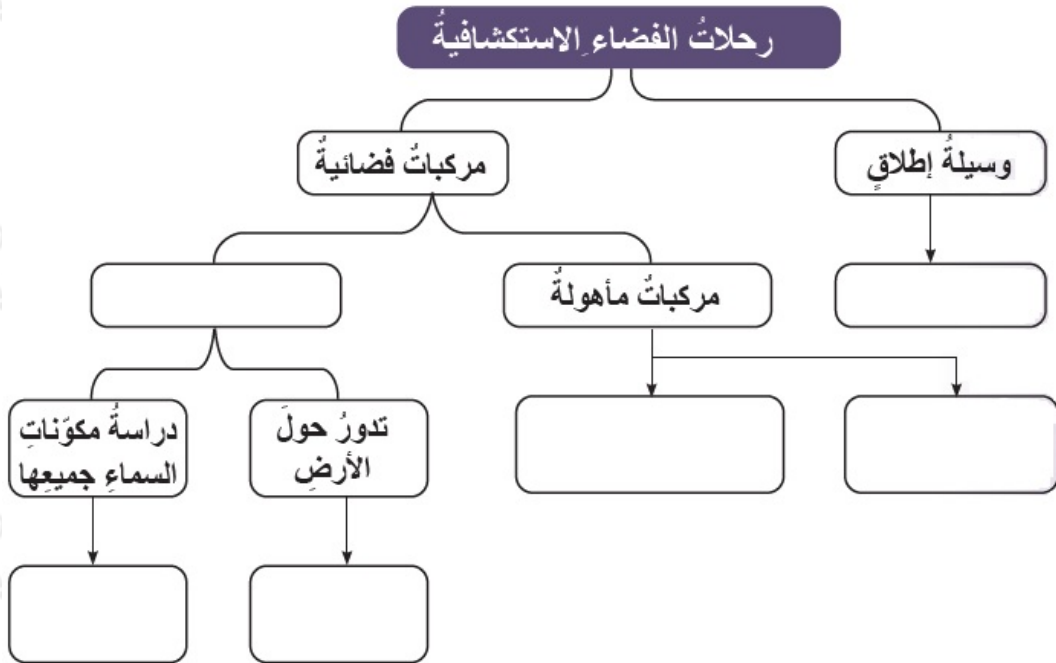 رحلاتُ الفضاءِ الاستكشافيةُ
وسيلةُ إطلاقٍ
مركباتٌ فضائيةٌ
مركباتٌ مأهولةٌ
تدورُ حولَ
الأرضِ
دراسةُ مكوّناتِ
السماءِ جميعِها